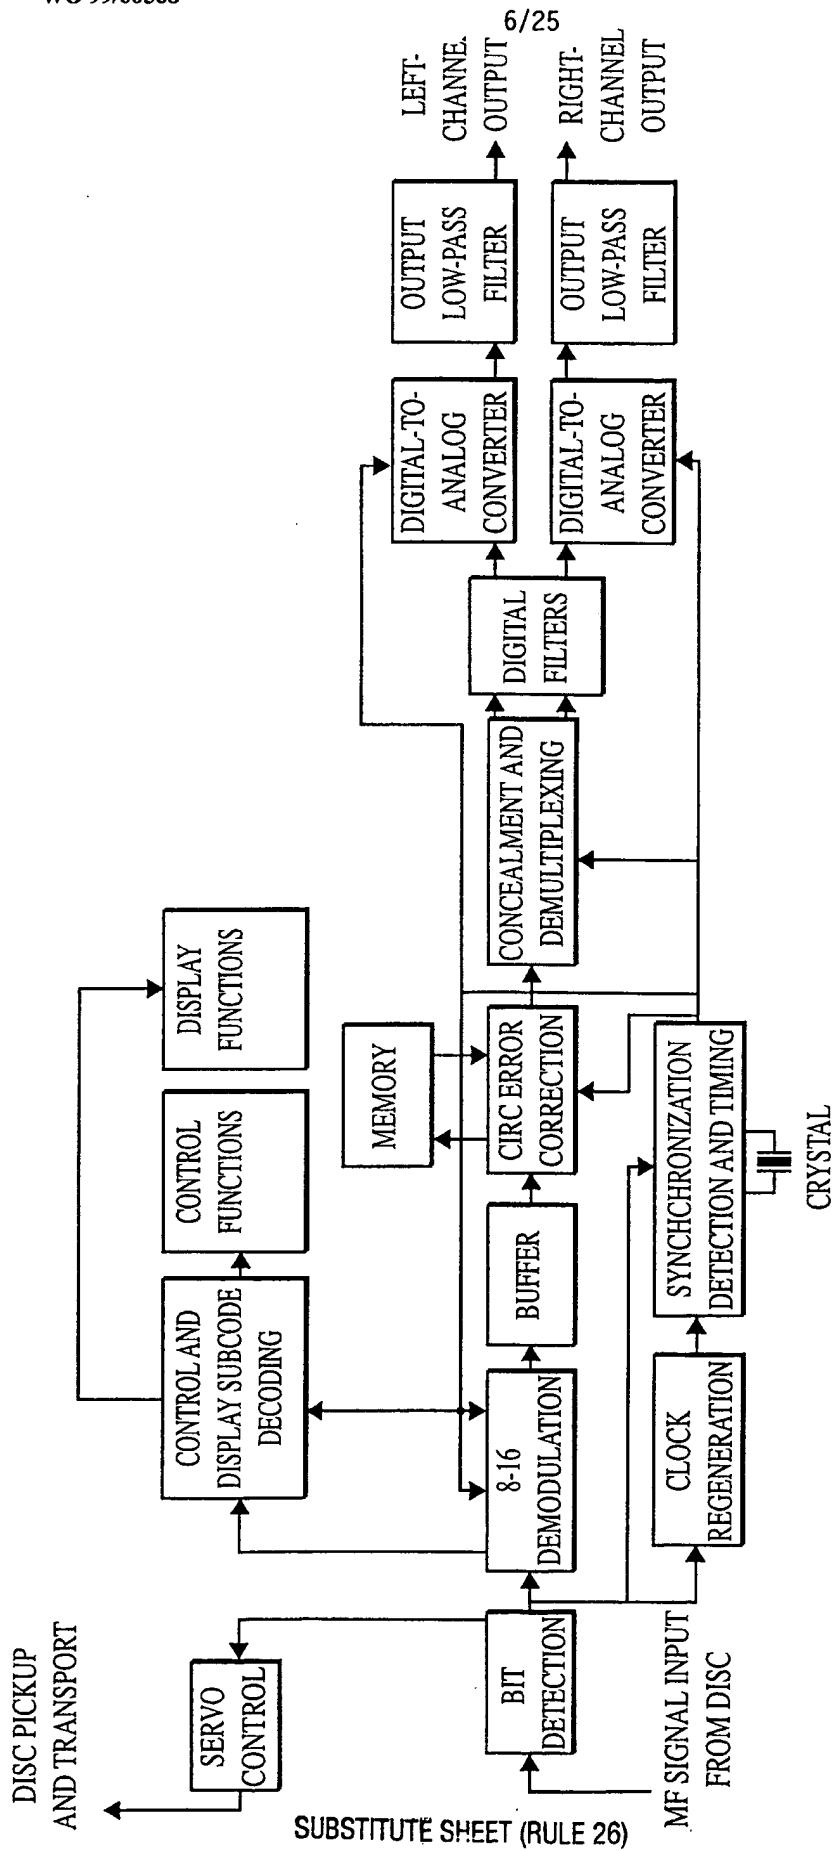 6/25
LEFT-
CHANNEL
OUTPUT
RIGHT-
CHANNEL
OUTPUT
OUTPUT
LOW-PASS
FILTER
OUTPUT
LOW-PASS
FILTER
DIGITAL-TO-
ANALOG
CONVERTER
DIGITAL-TO-
ANALOG
CONVERTER
DIGITAL
FILTERS
CONCEALMENT AND
DEMULTIPLEXING
DISPLAY
FUNCTIONS
CONTROL
FUNCTIONS
MEMORY
CIRC ERROR
CORRECTION
BUFFER
CONTROL AND
DISPLAY SUBCODE
DECODING
8-16
DEMODULATION
SYNCHCHRONIZATION
DETECTION AND TIMING
CRYSTAL
CLOCK
REGENERATION
BIT
DETECTION
SERVO
CONTROL
DISC PICKUP
AND TRANSPORT
MF SIGNAL INPUT
FROM DISC
SUBSTITUTE SHEET (RULE 26)